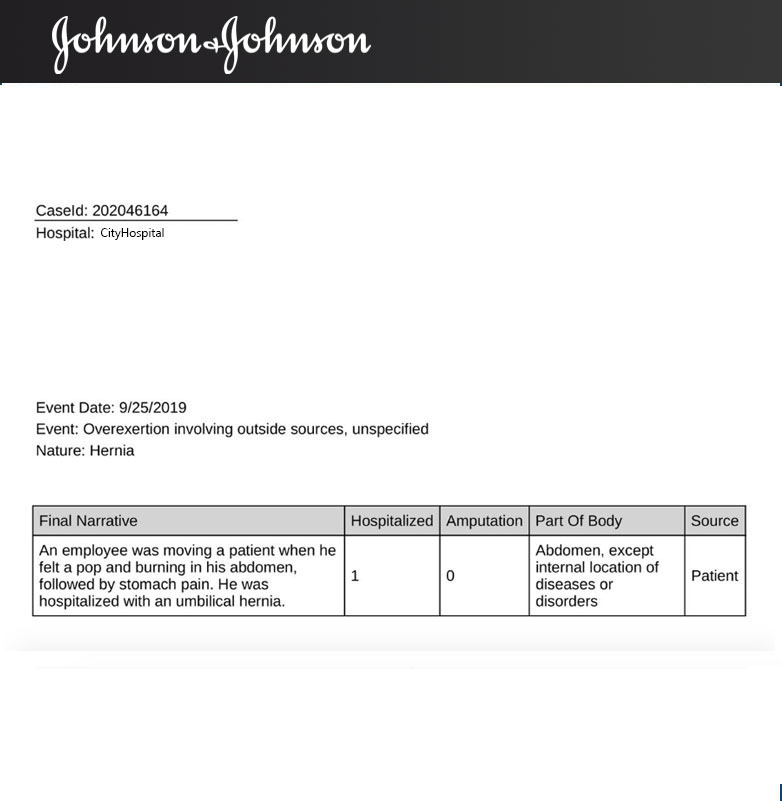 Johnson & Johnson
CaseId: 202046164
Hospital: CityHospital
Event Date: 9/25/2019
Event: Overexertion involving outside sources, unspecified
Nature: Hernia
Final Narrative Hospitalized Amputation Part Of Body Source
An employee was moving a patient when he
felt a pop and burning in his abdomen,
followed by stomach pain. He was
hospitalized with an umbilical hernia.
1
0
Abdomen, except
internal location of
diseases or
disorders
Patient